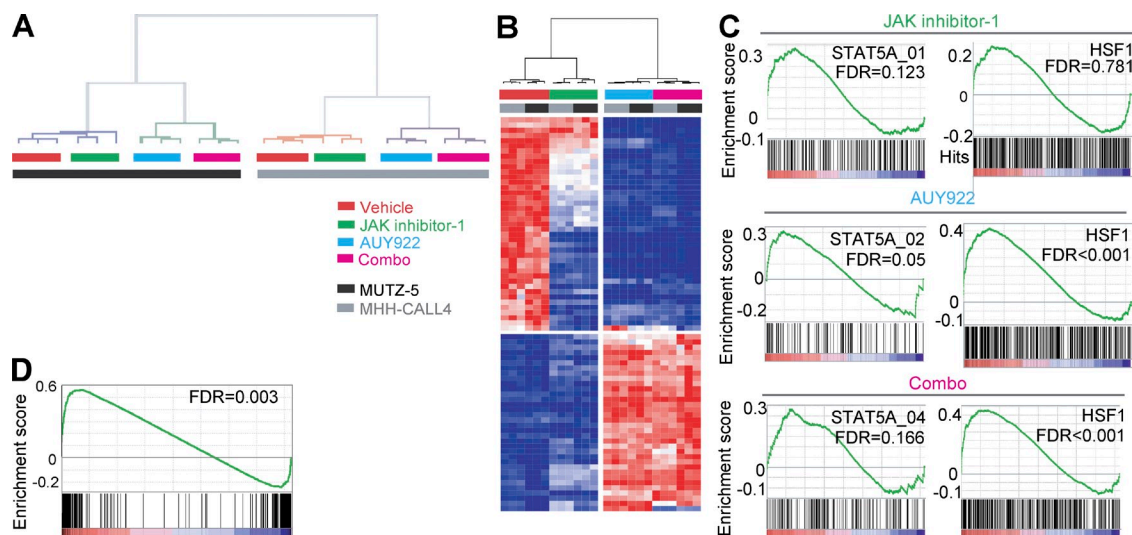 A
Vehicle
JAK inhibitor-1
AUY922
Combo
MUTZ-5
MHH-CALL4
B
C
JAK inhibitor-1
Enrichment score
0.3
0
-0.1
STAT5A_01
FDR=0.123
0.2
0
-0.2
HSF1
FDR=0.781
Hits
AUY922
Enrichment score
0.3
0
-0.2
STAT5A_02
FDR=0.05
0.4
0
-0.1
HSF1
FDR<0.001
Combo
Enrichment score
0.3
0
-0.1
STAT5A_04
FDR=0.166
0.4
0
-0.1
HSF1
FDR<0.001
D
Enrichment score
0.6
0
-0.2
FDR=0.003